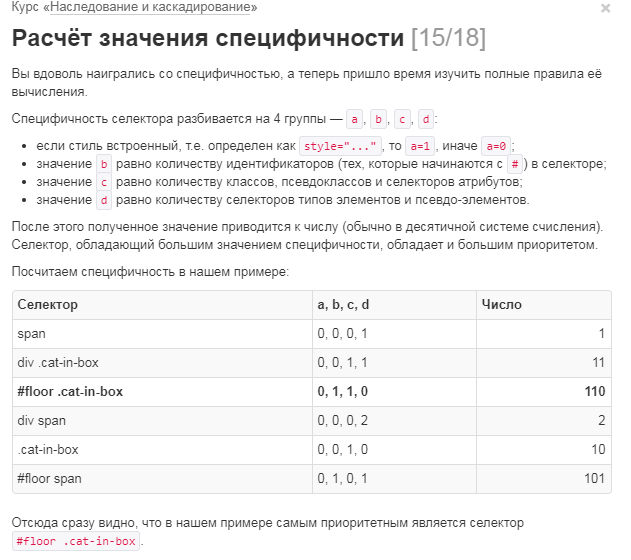 Курс «Наследование и каскадирование» ×
Расчёт значения специфичности [15/18]
Вы вдоволь наигрались со специфичностью, а теперь пришло время изучить полные правила её
вычисления.
Специфичность селектора разбивается на 4 группы — a, b, c, d:
• если стиль встроенный, т.е. определен как style="...", то a=1, иначе a=0;
• значение b равно количеству идентификаторов (тех, которые начинаются с #) в селекторе;
• значение c равно количеству классов, псевдоклассов и селекторов атрибутов;
• значение d равно количеству селекторов типов элементов и псевдо-элементов.
После этого полученное значение приводится к числу (обычно в десятичной системе счисления).
Селектор, обладающий большим значением специфичности, обладает и большим приоритетом.
Посчитаем специфичность в нашем примере:
Селектор a, b, c, d Число
span 0, 0, 0, 1 1
div .cat-in-box 0, 0, 1, 1 11
#floor .cat-in-box 0, 1, 1, 0 110
div span 0, 0, 0, 2 2
.cat-in-box 0, 0, 1, 0 10
#floor span 0, 1, 0, 1 101
Отсюда сразу видно, что в нашем примере самым приоритетным является селектор
#floor .cat-in-box.